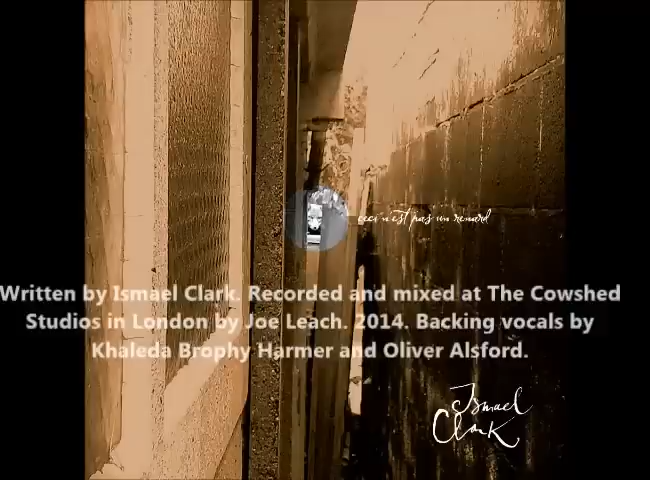 ceci n'est pas un renard
Written by Ismael Clark. Recorded and mixed at The Cowshed
Studios in London by Joe Leach. 2014. Backing vocals by
Khaleda Brophy Harmer and Oliver Alsford.
Ismael
Clark